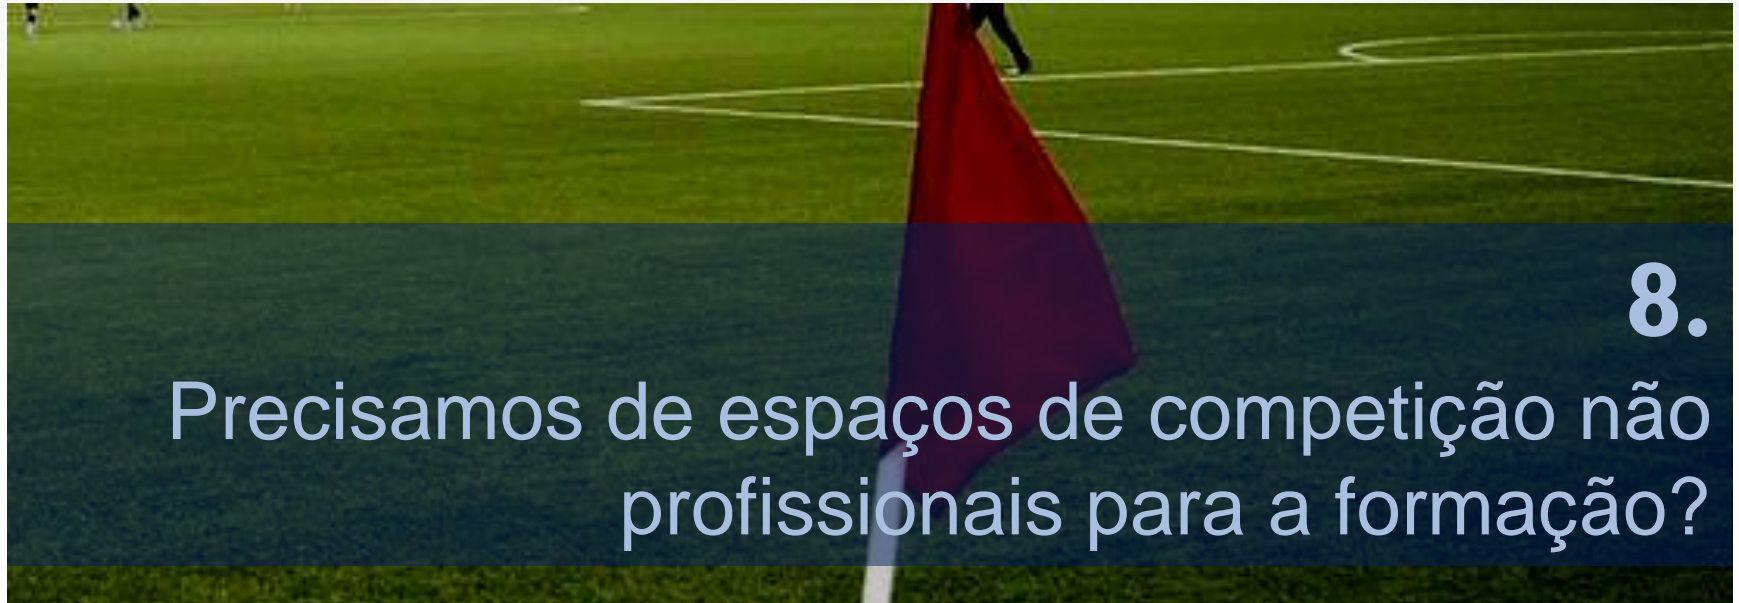 8.
Precisamos de espaços de competição não
profissionais para a formação?